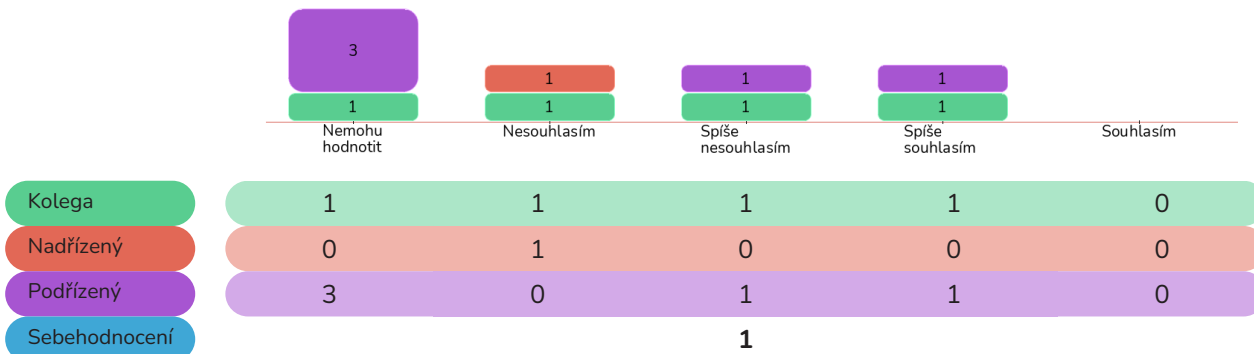 3
1
1
1
1
1
1
1
Nemohu
hodnotit
Nesouhlasím
Spíše
nesouhlasím
Spíše
souhlasím
Souhlasím
Kolega 1 1 1 1 0
Nadřízený 0 1 0 0 0
Podřízený 3 0 1 1 0
Sebehodnocení 1